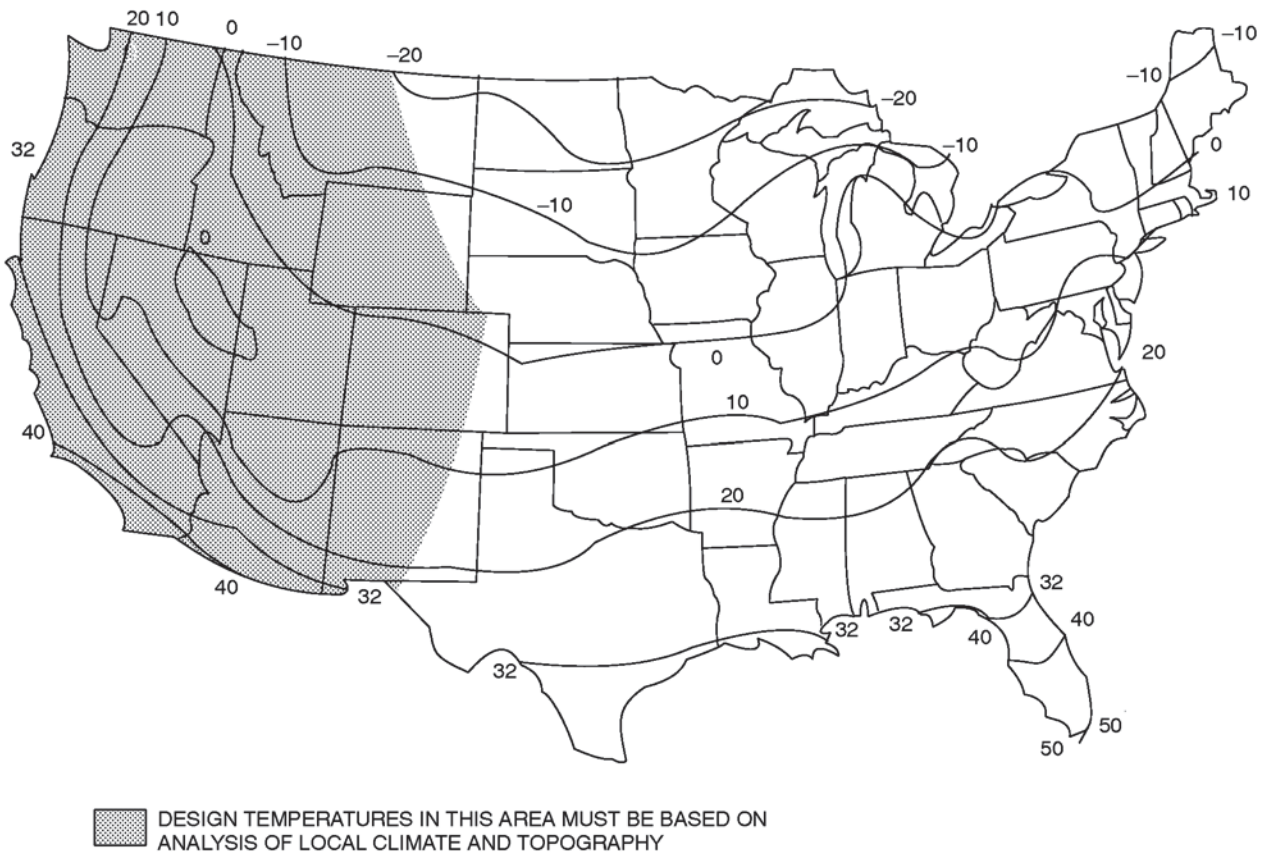 20 10 0 −10 −20
−10
−10 −20
32 −10 0
−10 10
0
0 20
10
40
20
40 32 32
32 32 40 40
32
50 50
DESIGN TEMPERATURES IN THIS AREA MUST BE BASED ON
ANALYSIS OF LOCAL CLIMATE AND TOPOGRAPHY